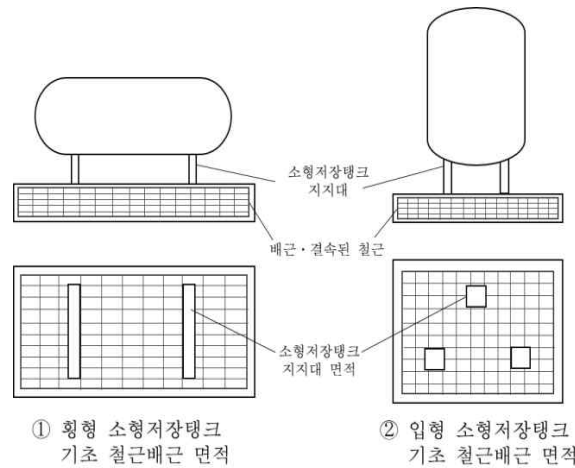 소형저장탱크
지지대
배근·결속된 철근
소형저장탱크
지지대 면적
① 횡형 소형저장탱크
기초 철근배근 면적
② 입형 소형저장탱크
기초 철근배근 면적